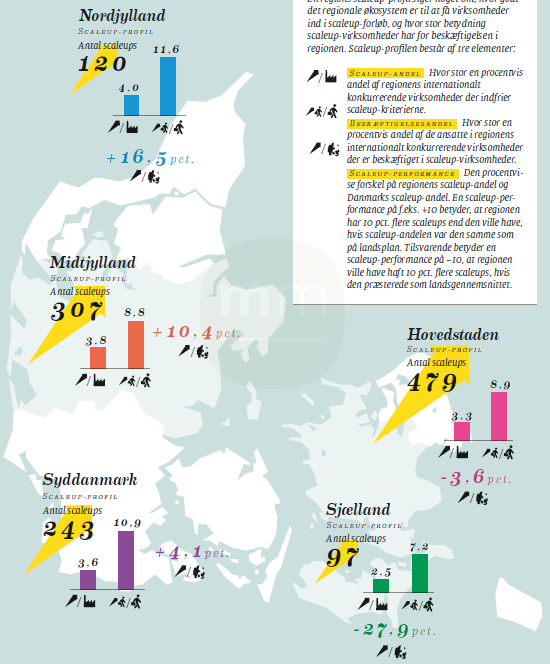 Nordjylland
SCALEUP-PROFIL
Antal scaleups
120
4.0
11,6
+16,5 pct.
det regionale økosystem er til at få virksomheder
ind i scaleup-forløb, og hvor stor betydning
scaleup-virksomheder har for beskæftigelsen i
regionen. Scaleup-profilen består af tre elementer:
SCALEUP-ANDEL Hvor stor en procentvis
andel af regionens internationalt
konkurrerende virksomheder der indfrier
scaleup-kriterierne.
BESKÆFTIGELSESANDEL Hvor stor en
procentvis andel af de ansatte i regionens
internationalt konkurrerende virksomheder
der er beskæftiget i scaleup-virksomheder.
SCALEUP-PERFORMANCE Den procentvi-
se forskel på regionens scaleup-andel og
Danmarks scaleup-andel. En scaleup-per-
formance på f.eks. +10 betyder, at regionen
har 10 pct. flere scaleups end den ville have,
hvis scaleup-andelen var den samme som
på landsplan. Tilsvarende betyder en
scaleup-performance på –10, at regionen
ville have haft 10 pct. flere scaleups, hvis
den præsterede som landsgennemsnittet.
Midtjylland
SCALEUP-PROFIL
Antal scaleups
307
3,8
8,8
+10,4 pct.
Hovedstaden
SCALEUP-PROFIL
Antal scaleups
479
3.3
8,9
-3,6 pct.
Syddanmark
SCALEUP-PROFIL
Antal scaleups
243
3.6
10,9
+4,1 pct.
Sjælland
SCALEUP-PROFIL
Antal scaleups
97
2,5
7,2
-27,9 pct.